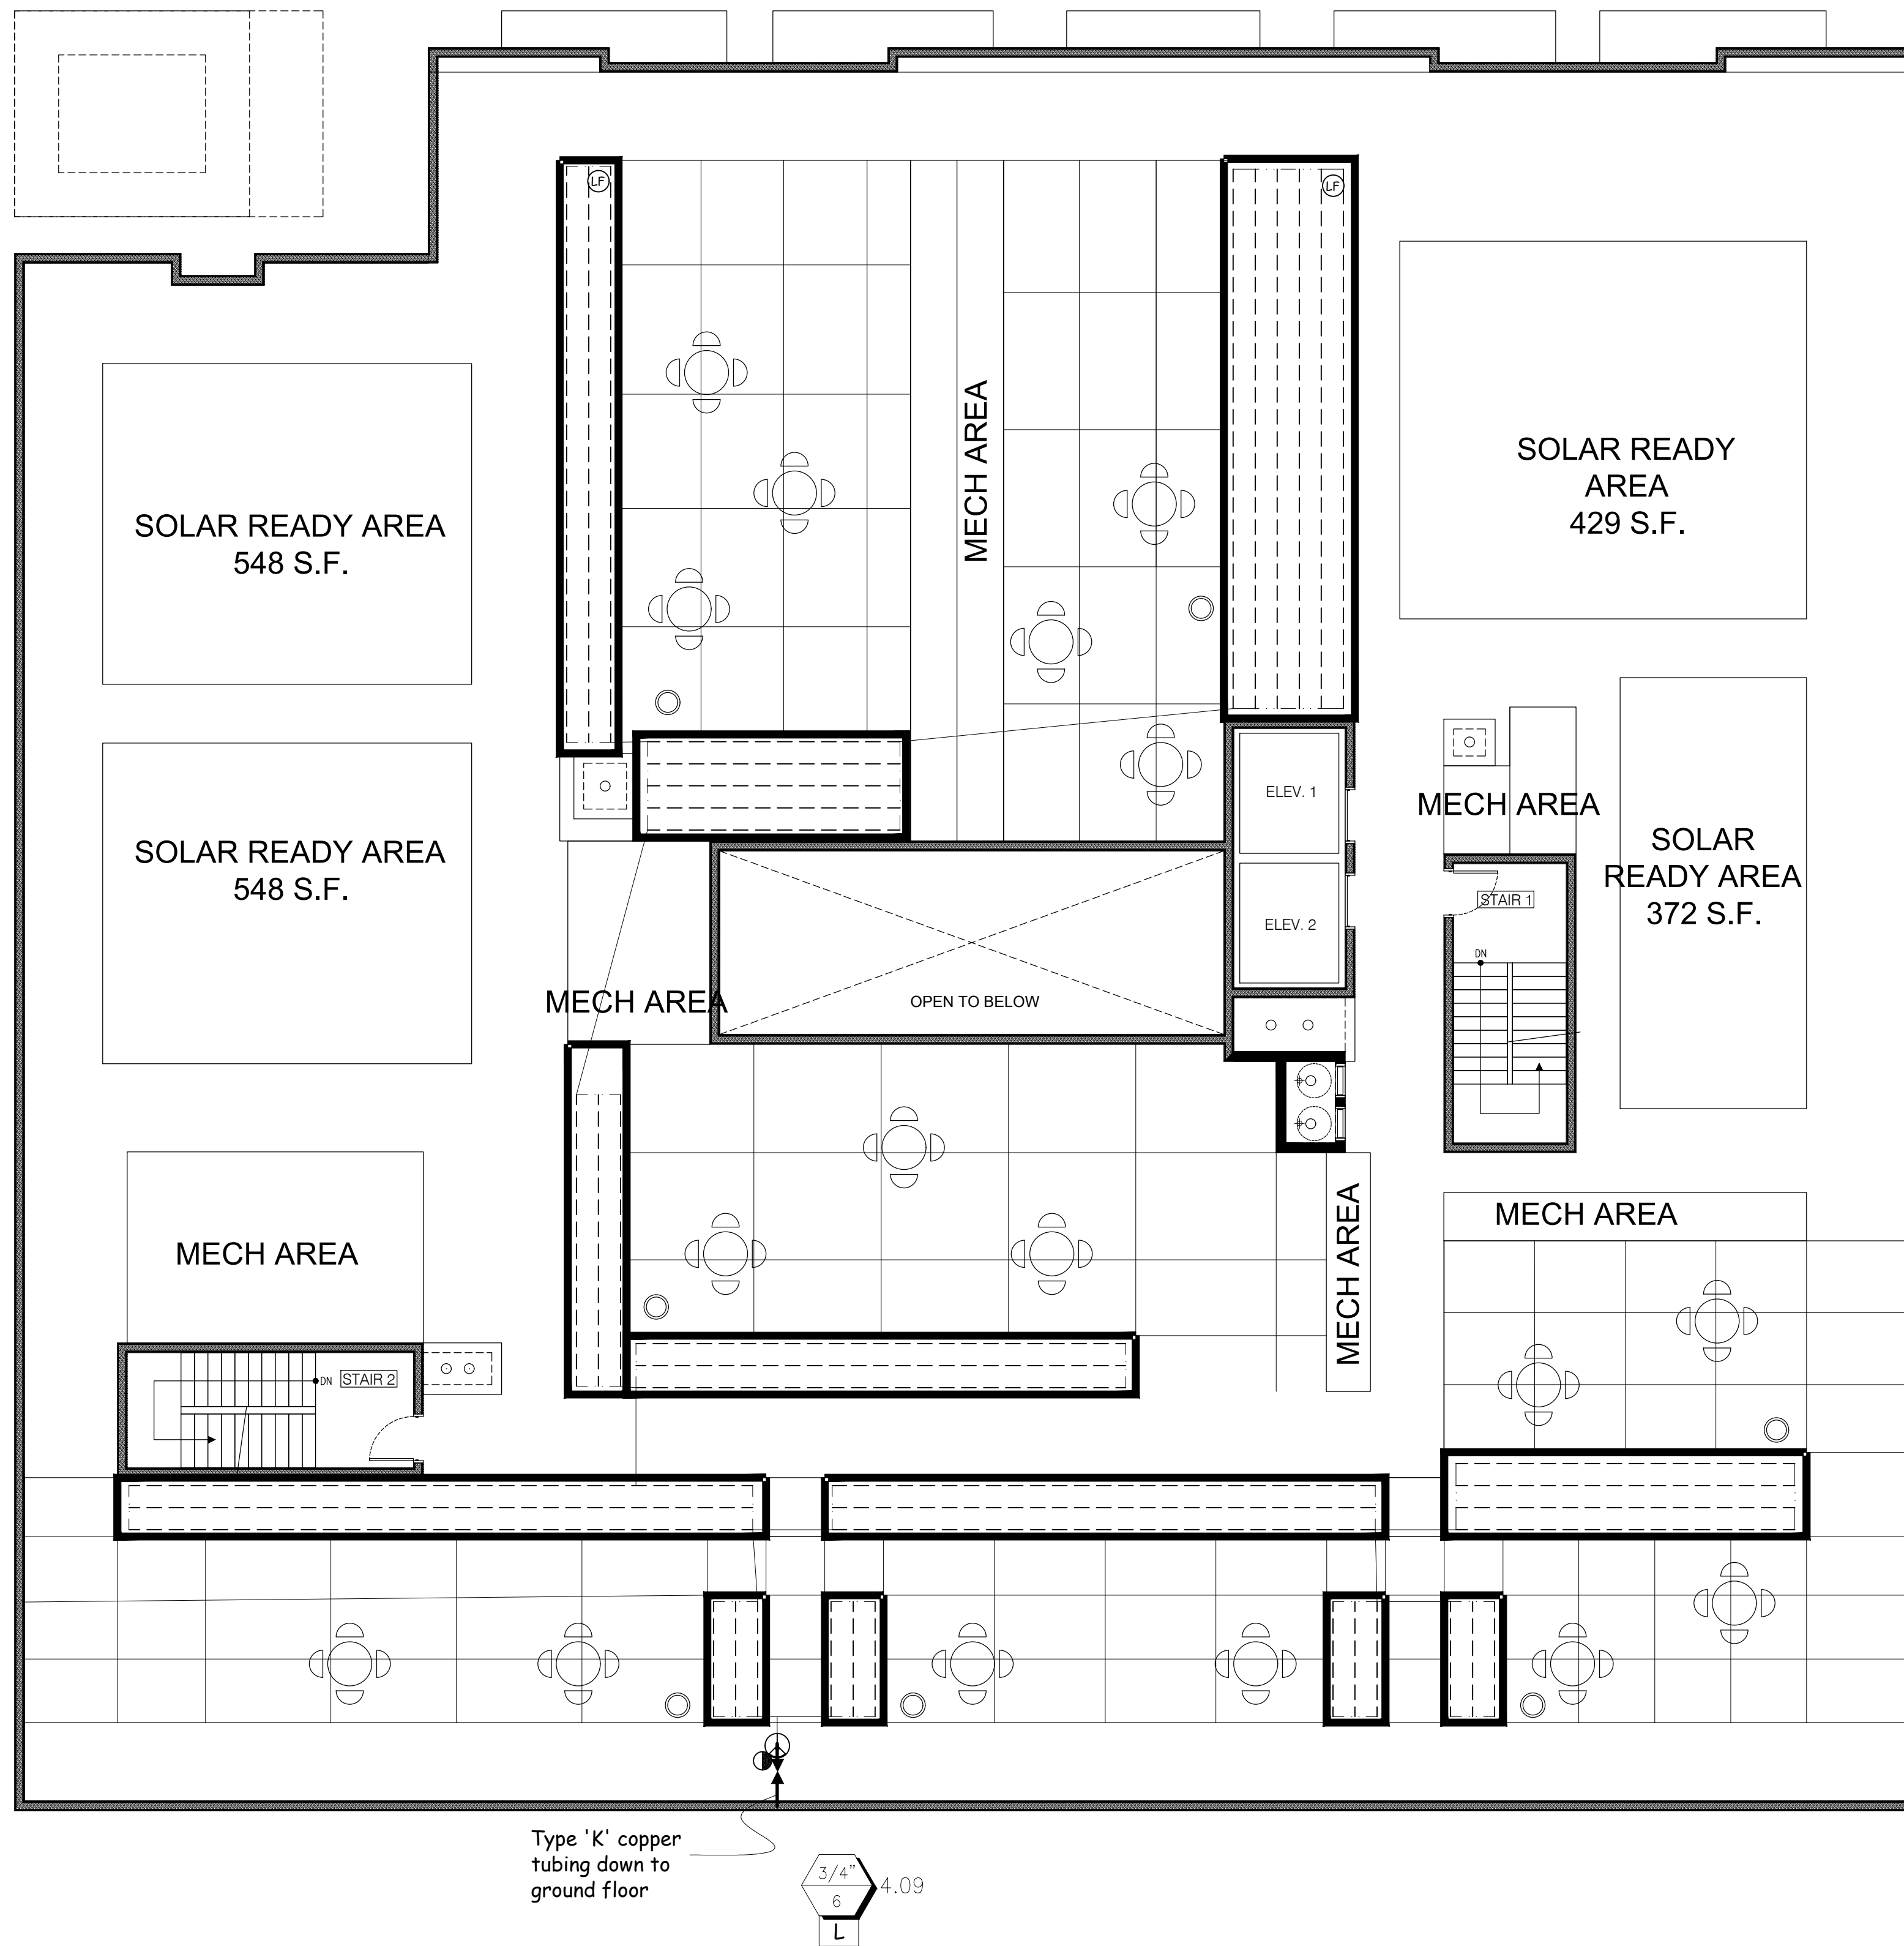 LF
LF
MECH AREA
SOLAR READY
AREA
429 S.F.
SOLAR READY AREA
548 S.F.
ELEV. 1
MECH AREA
SOLAR READY AREA
548 S.F.
SOLAR
READY AREA
372 S.F.
STAIR 1
ELEV. 2
DN
MECH AREA
OPEN TO BELOW
MECH AREA
MECH AREA
MECH AREA
DN
STAIR 2
Type 'K' copper
tubing down to
ground floor
3/4"
6
4.09
L